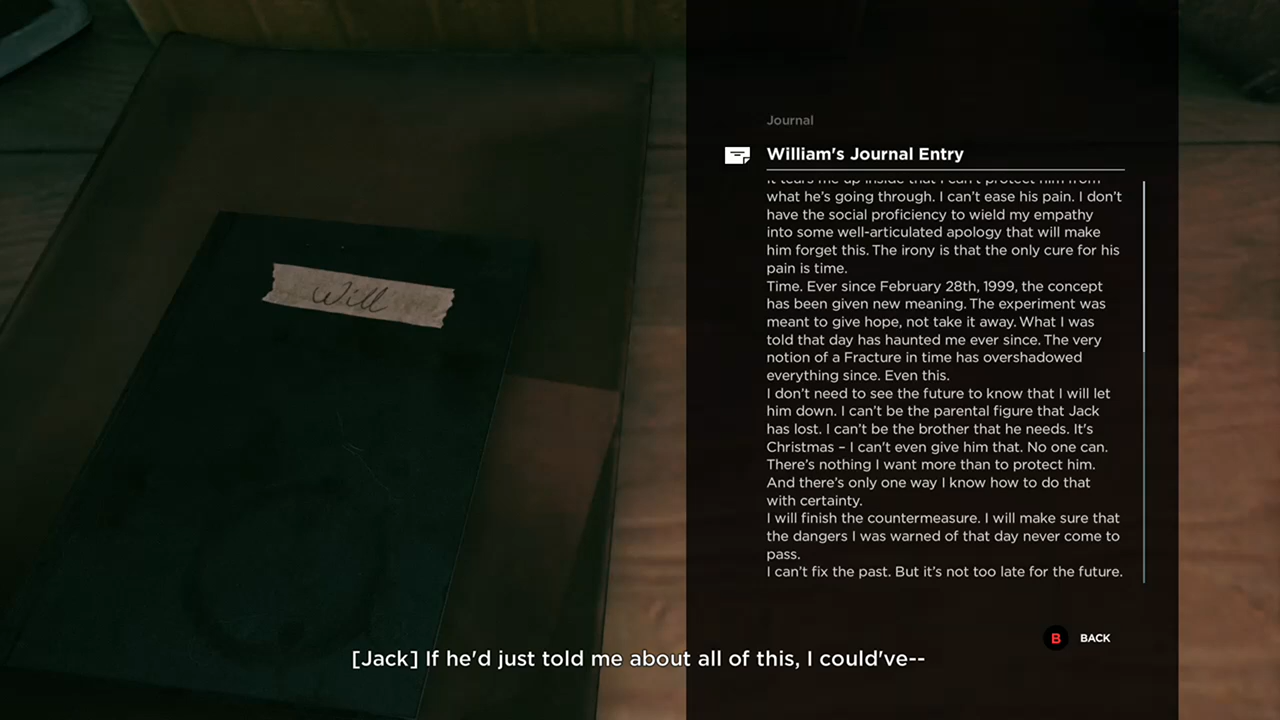 Will
Journal
William's Journal Entry
It tears me up inside that I can't protect him from
what he's going through. I can't ease his pain. I don't
have the social proficiency to wield my empathy
into some well-articulated apology that will make
him forget this. The irony is that the only cure for his
pain is time.
Time. Ever since February 28th, 1999, the concept
has been given new meaning. The experiment was
meant to give hope, not take it away. What I was
told that day has haunted me ever since. The very
notion of a Fracture in time has overshadowed
everything since. Even this.
I don't need to see the future to know that I will let
him down. I can't be the parental figure that Jack
has lost. I can't be the brother that he needs. It's
Christmas – I can't even give him that. No one can.
There's nothing I want more than to protect him.
And there's only one way I know how to do that
with certainty.
I will finish the countermeasure. I will make sure that
the dangers I was warned of that day never come to
pass.
I can't fix the past. But it's not too late for the future.
B BACK
[Jack] If he'd just told me about all of this, I could've--